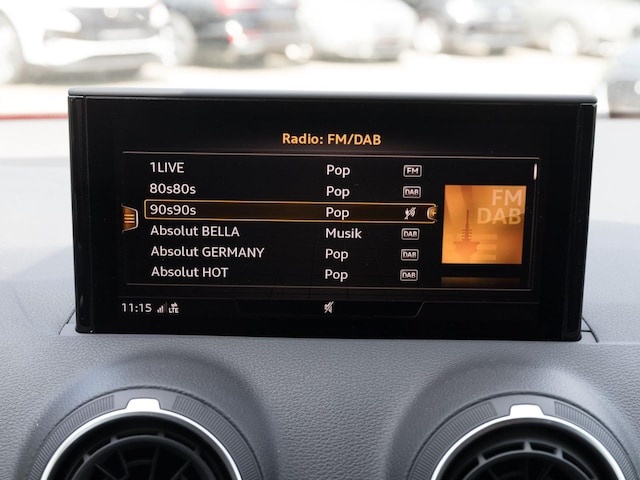 Radio: FM/DAB
1LIVE Pop FM
80s80s Pop DAB
90s90s Pop
Absolut BELLA Musik DAB
Absolut GERMANY Pop DAB
Absolut HOT Pop DAB
FM
DAB
11:15 LTE